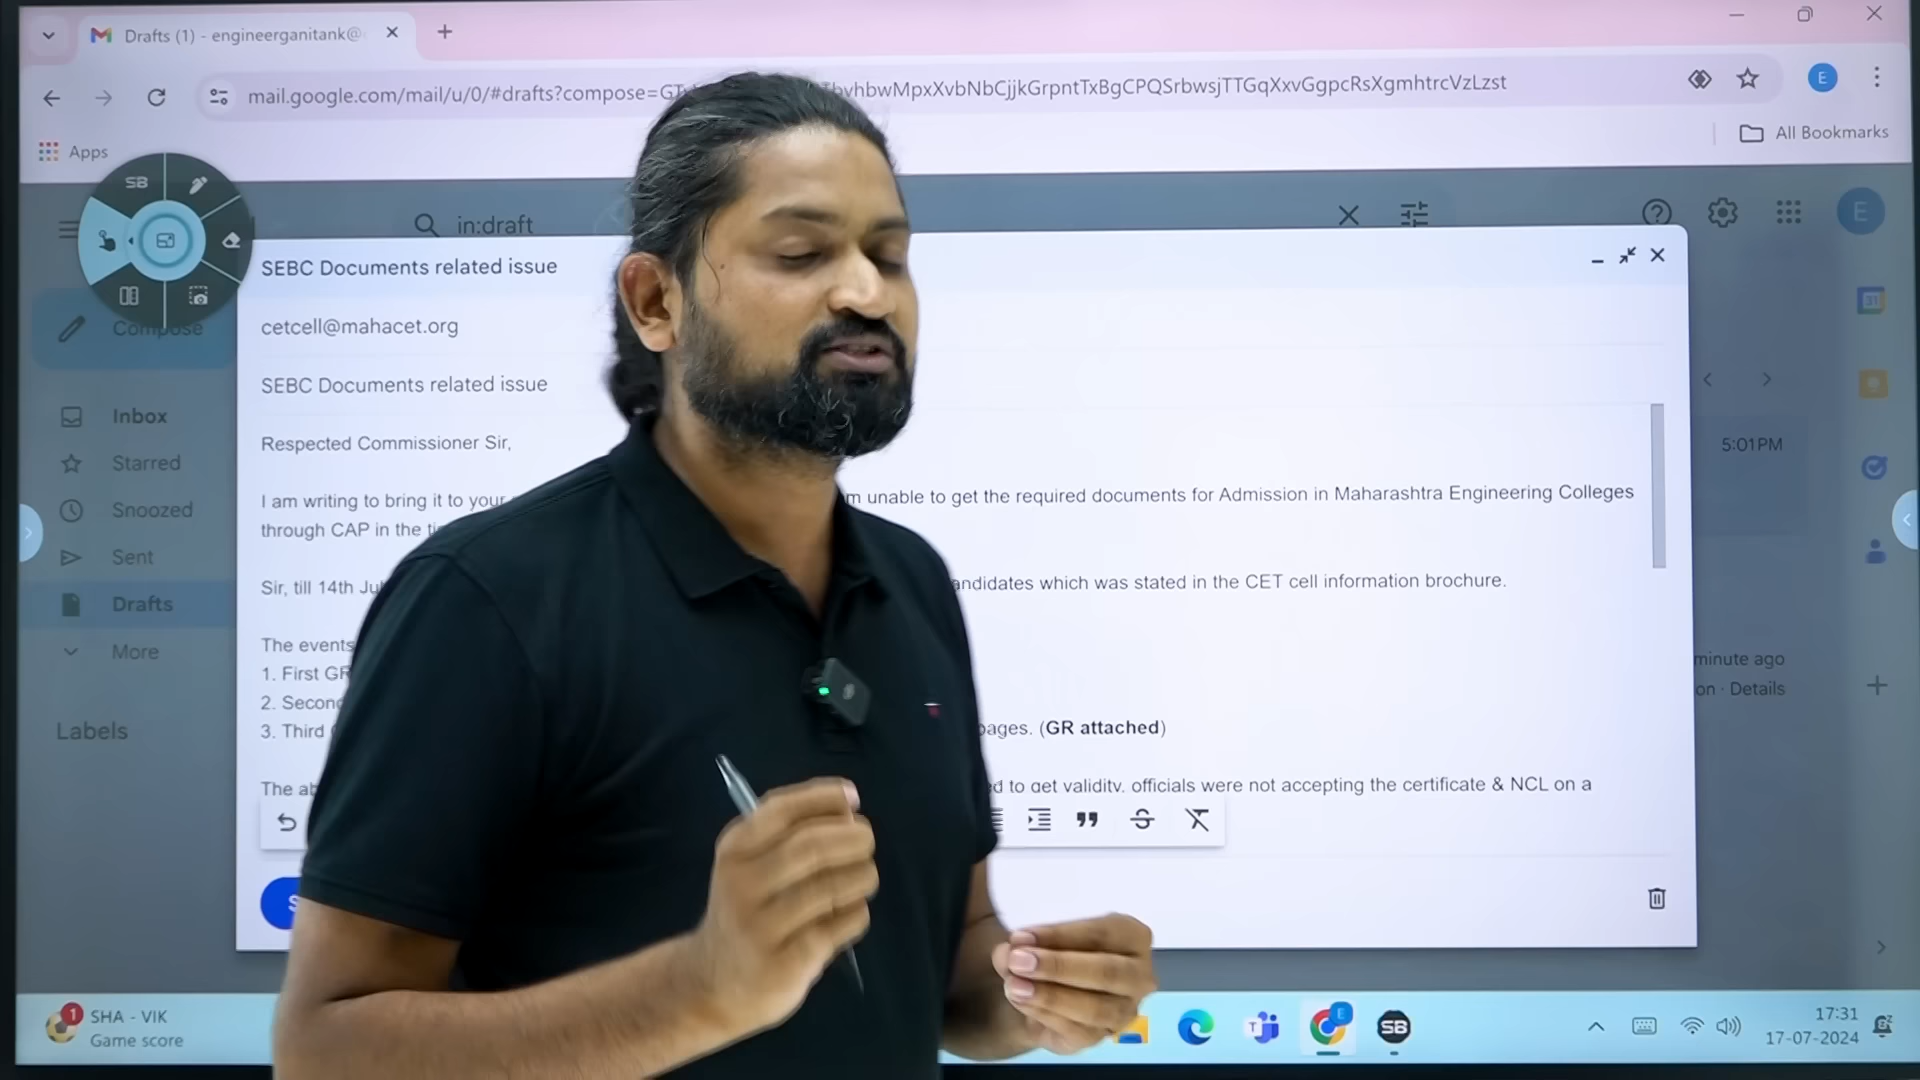 Drafts (1) - engineerganitank@
mail.google.com/mail/u/0/#drafts?compose=GT
bvhbwMpxXvbNbCjjkGrpntTxBgCPQSrbwsjTTGqXxvGgpcRsXgmhtrcVzLzst
E
Apps
All Bookmarks
SB
in:draft
E
SEBC Documents related issue
cetcell@mahacet.org
Compose
SEBC Documents related issue
Inbox
Starred
Snoozed
Sent
Drafts
More
Labels
Respected Commissioner Sir,
5:01PM
I am writing to bring it to your
unable to get the required documents for Admission in Maharashtra Engineering Colleges
through CAP in the
Sir, till 14th
candidates which was stated in the CET cell information brochure.
The events
1. First GR
2. Second
3. Third
pages. (GR attached)
minute ago
Details
The
to get validity, officials were not accepting the certificate & NCL on a
31
1
SHA - VIK
Game score
T
E
SB
17:31
17-07-2024